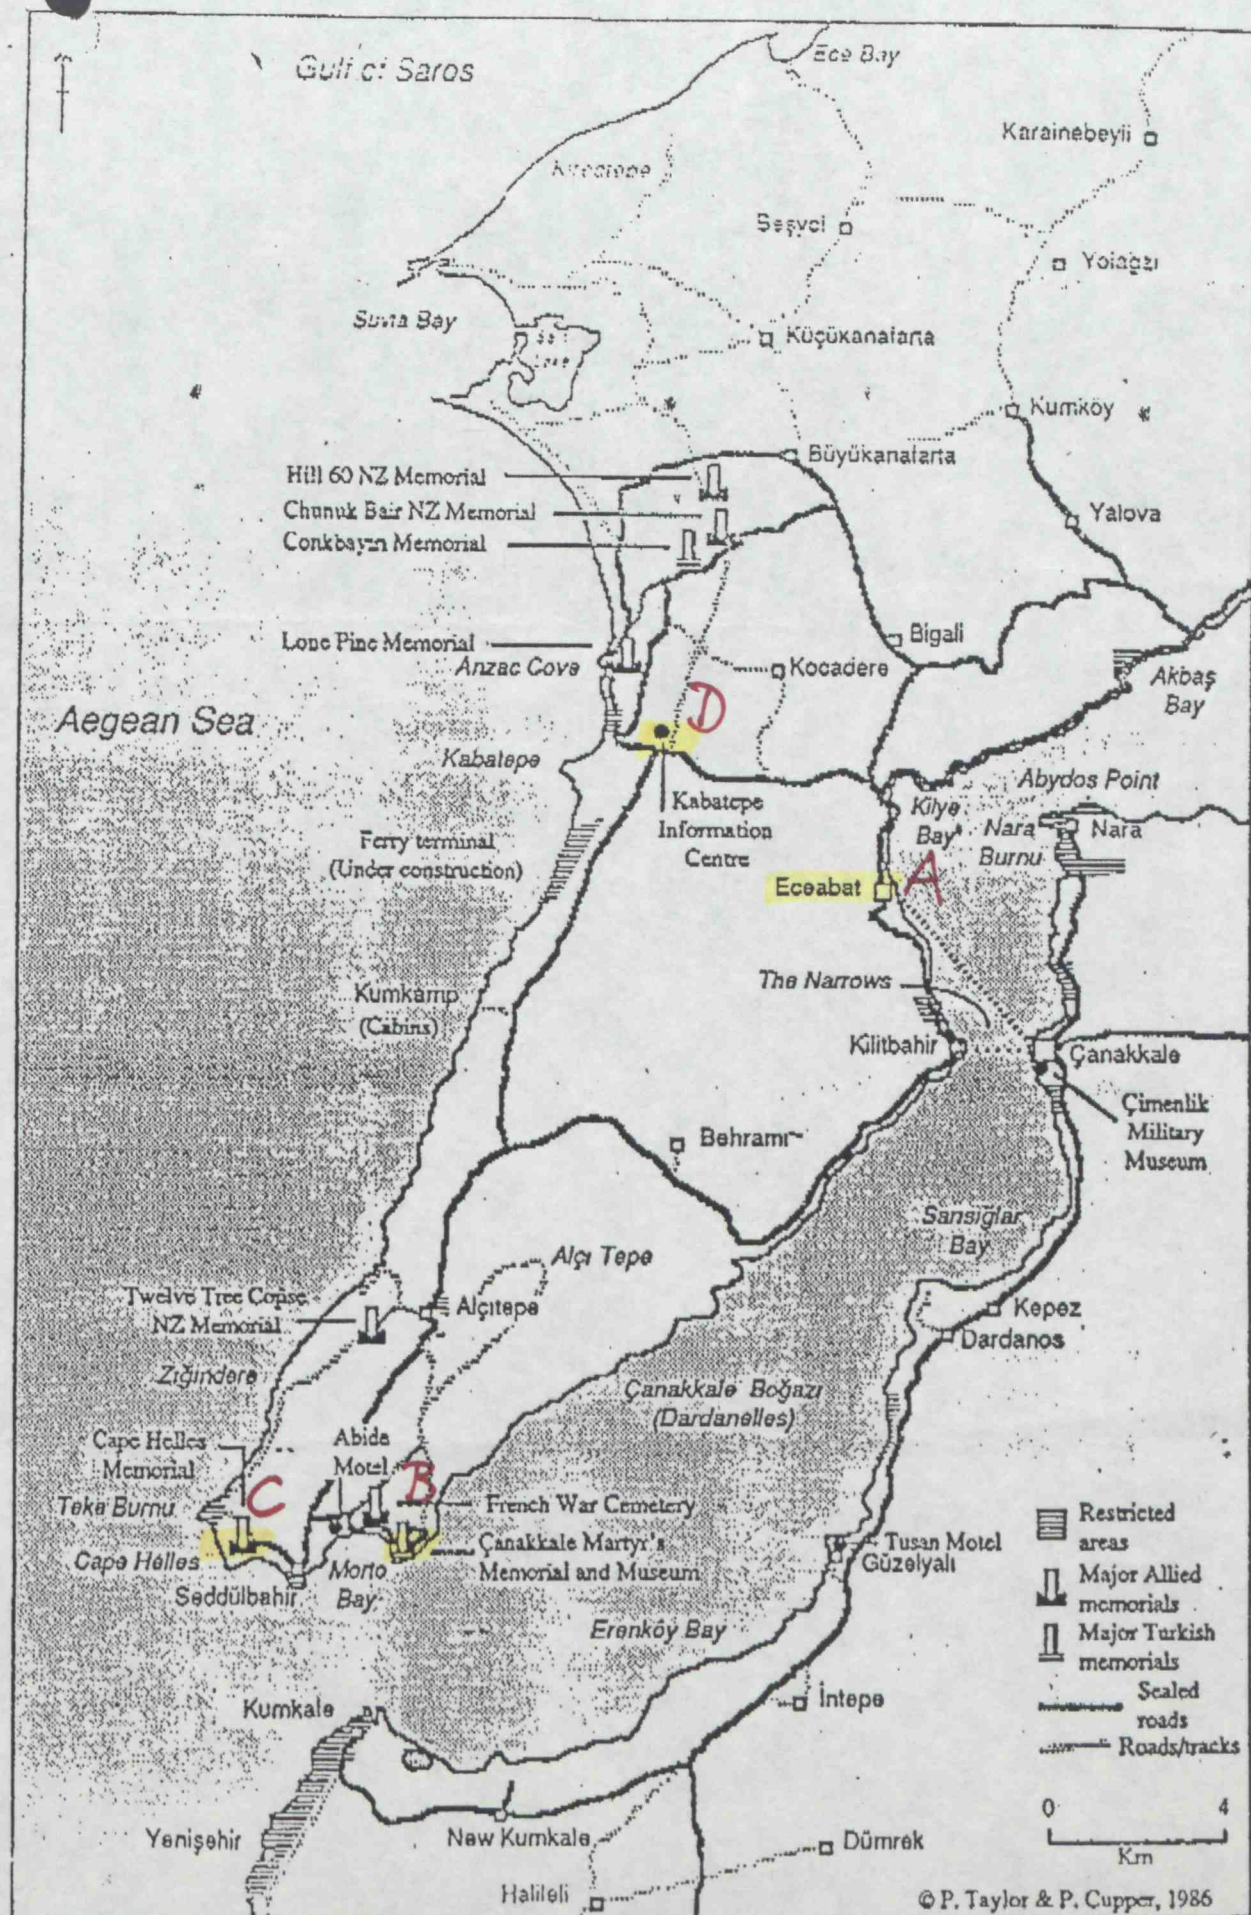 Gulf of Saros
Ece Bay
Karainebeyli
Kireçtepe
Beşyol
Yolağzı
Suvla Bay
Salt
Lake
Küçükanafarta
Kumköy
Büyükanafarta
Hill 60 NZ Memorial
Chunuk Bair NZ Memorial
Conkbayırı Memorial
Yalova
Lone Pine Memorial
Anzac Cove
Bigali
Kocadere
Akbaş
Bay
Aegean Sea
D
Kabatepe
Abydos Point
Kabatepe
Information
Centre
Kilye
Bay
Nara
Burnu
Nara
Ferry terminal
(Under construction)
Eceabat
A
The Narrows
Kumkamp
(Cabins)
Kilitbahir
Çanakkale
Çimenlik
Military
Museum
Behramı
Sarısığlar
Bay
Alçı Tepe
Twelve Tree Copse
NZ Memorial
Alçıtepe
Kepez
Dardanos
Zığındere
Çanakkale Boğazı
(Dardanelles)
Cape Helles
Memorial
Abide
Motel
B
C
Teke Burnu
French War Cemetery
Çanakkale Martyr's
Memorial and Museum
Cape Helles
Seddülbahir
Morto
Bay
Tusan Motel
Güzelyalı
Restricted
areas
Major Allied
memorials
Major Turkish
memorials
Sealed
roads
Roads/tracks
Erenköy Bay
Kumkale
İntepe
0 4
Km
Yenişehir
New Kumkale
Dümrek
Halileli
© P. Taylor & P. Cupper, 1986